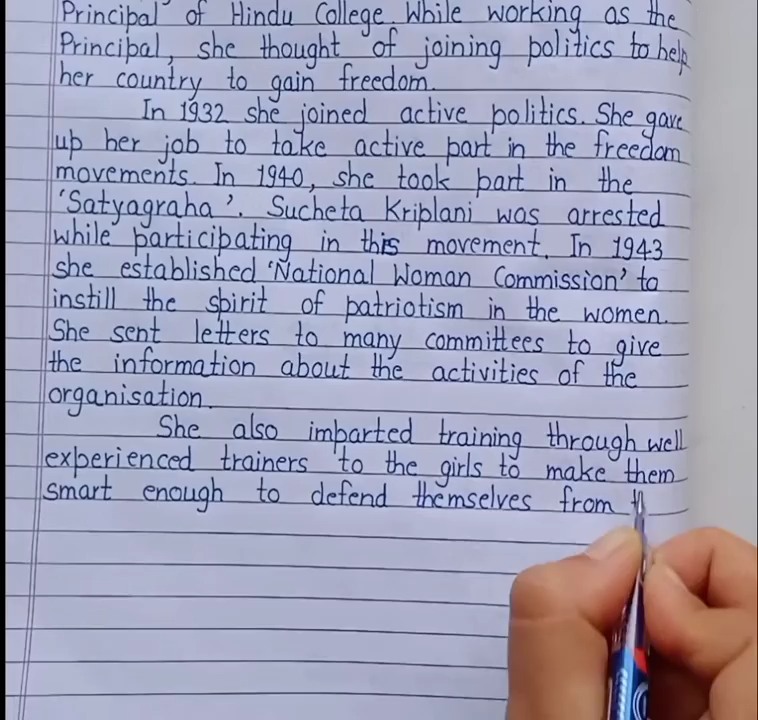 Principal of Hindu College. While working as the
Principal, she thought of joining politics to help
her country to gain freedom.
In 1932 she joined active politics. She gave
up her job to take active part in the freedom
movements. In 1940, she took part in the
'Satyagraha'. Sucheta Kriplani was arrested
while participating in this movement. In 1943
she established 'National Woman Commission' to
instill the spirit of patriotism in the women.
She sent letters to many committees to give
the information about the activities of the
organisation.
She also imparted training through well
experienced trainers to the girls to make them
smart enough to defend themselves from